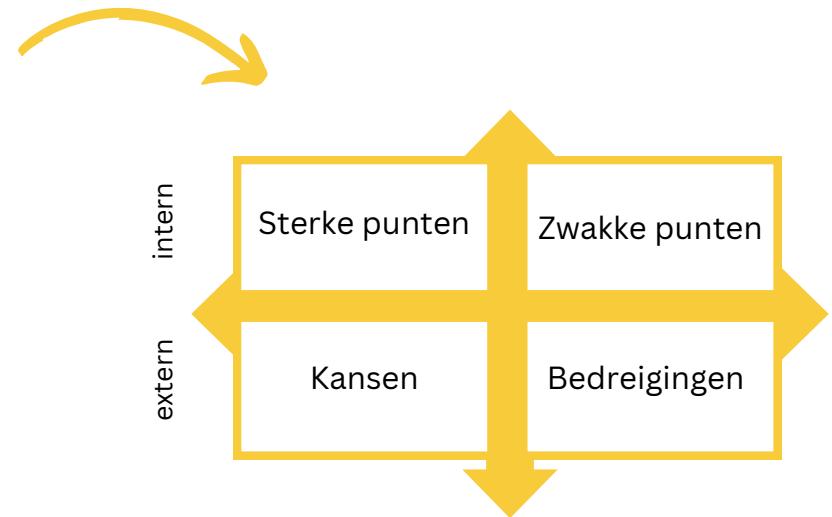 intern
Sterke punten
Zwakke punten
extern
Kansen
Bedreigingen